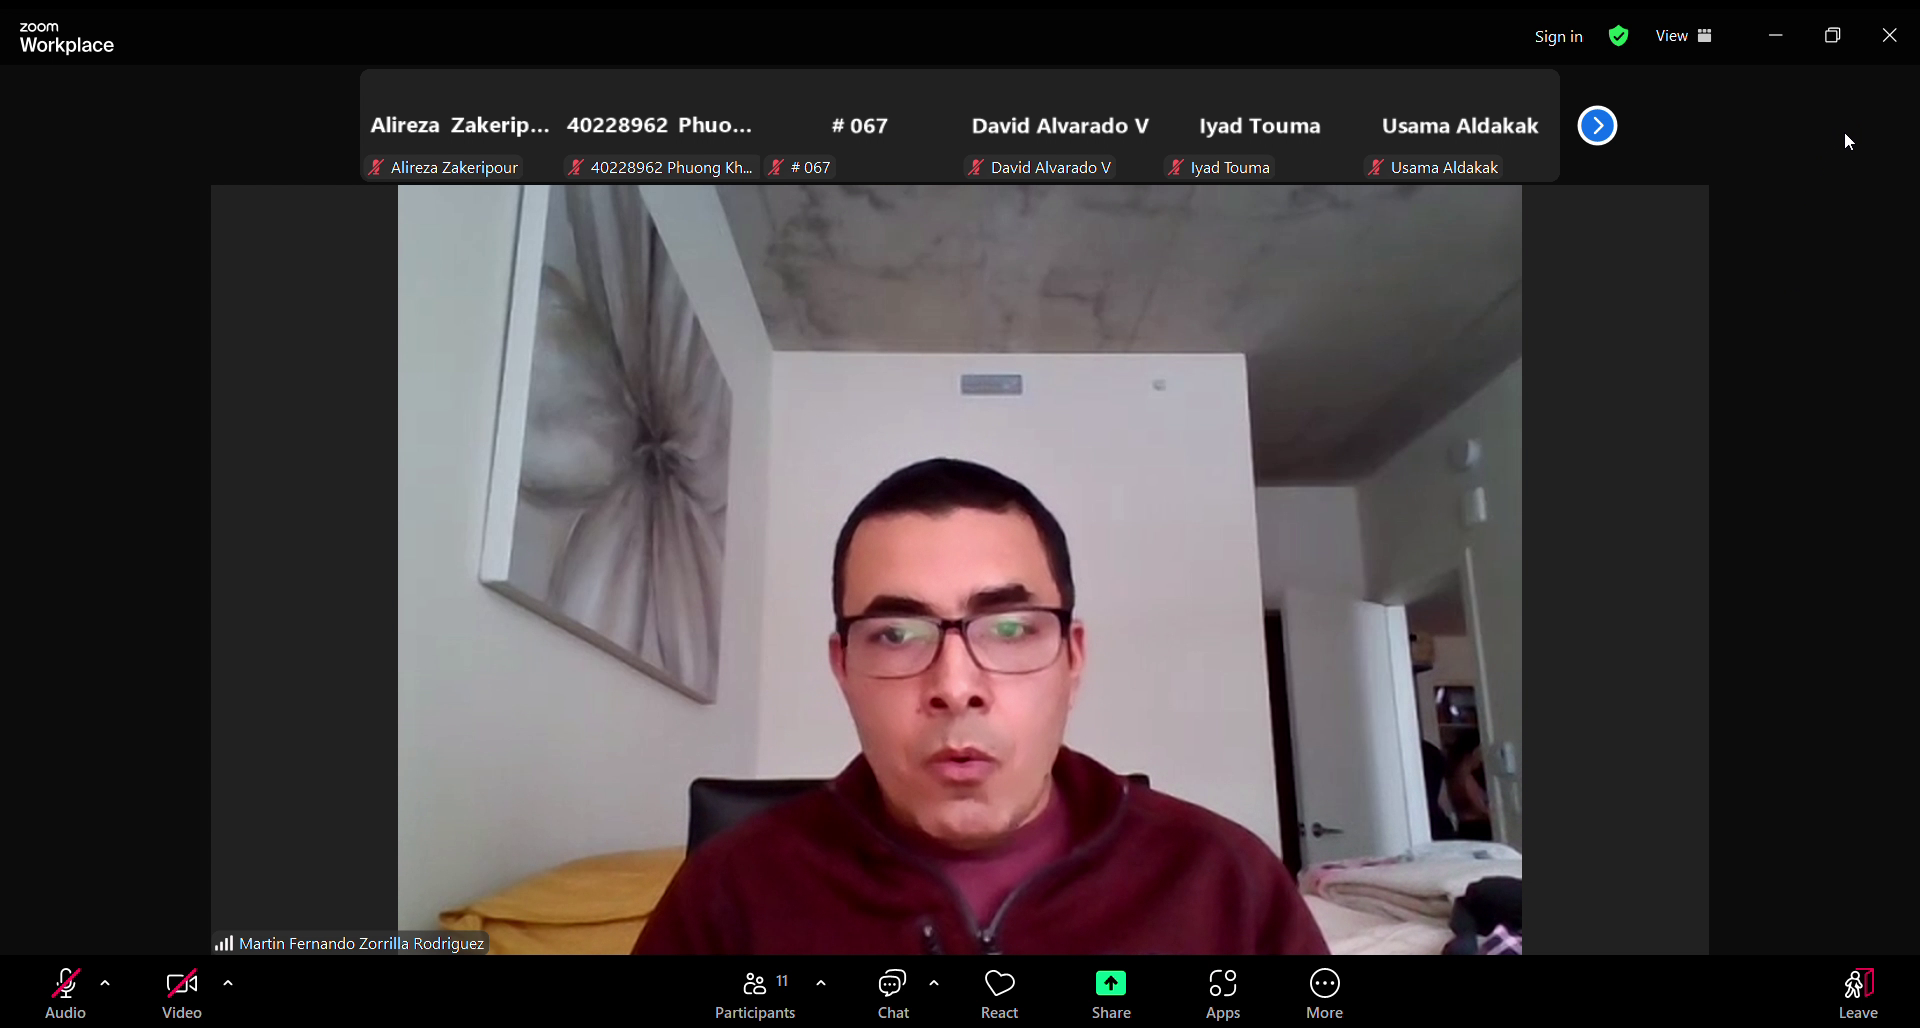 zoom
Workplace
Sign in
View
Alireza Zakerip...
40228962 Phuo...
# 067
David Alvarado V
Iyad Touma
Usama Aldakak
Alireza Zakeripour
40228962 Phuong Kh...
# 067
David Alvarado V
Iyad Touma
Usama Aldakak
Martin Fernando Zorrilla Rodriguez
Audio
Video
11
Participants
Chat
React
Share
Apps
More
Leave